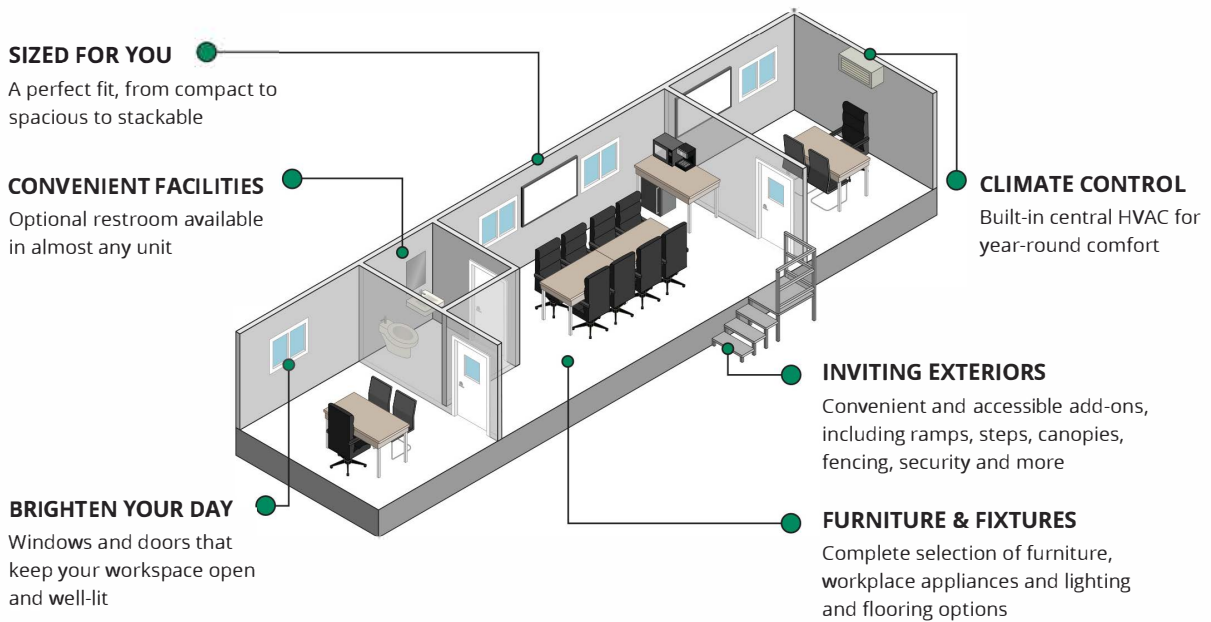 SIZED FOR YOU
A perfect fit, from compact to
spacious to stackable
CONVENIENT FACILITIES
Optional restroom available
in almost any unit
BRIGHTEN YOUR DAY
Windows and doors that
keep your workspace open
and well-lit
CLIMATE CONTROL
Built-in central HVAC for
year-round comfort
INVITING EXTERIORS
Convenient and accessible add-ons,
including ramps, steps, canopies,
fencing, security and more
FURNITURE & FIXTURES
Complete selection of furniture,
workplace appliances and lighting
and flooring options